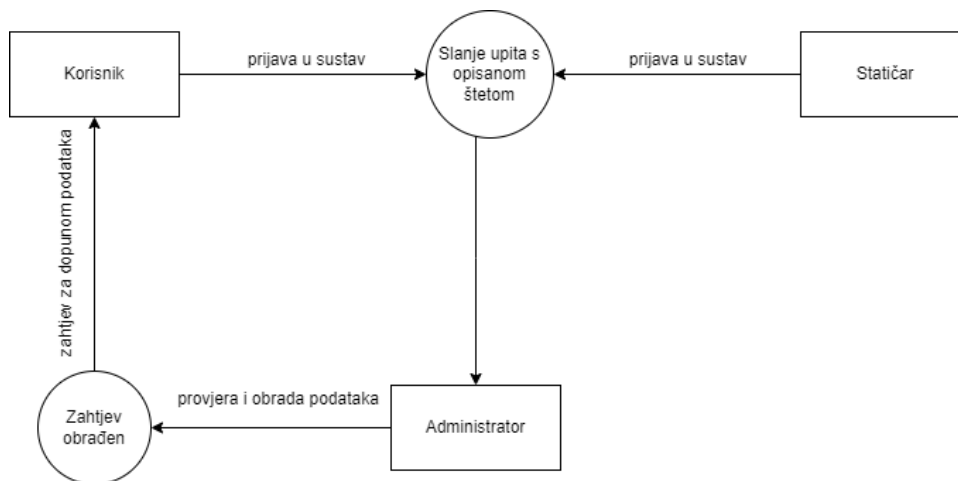 Korisnik
prijava u sustav
Slanje upita s
opisanom
štetom
prijava u sustav
Statičar
zahtjev za dopunom podataka
Zahtjev
obrađen
provjera i obrada podataka
Administrator